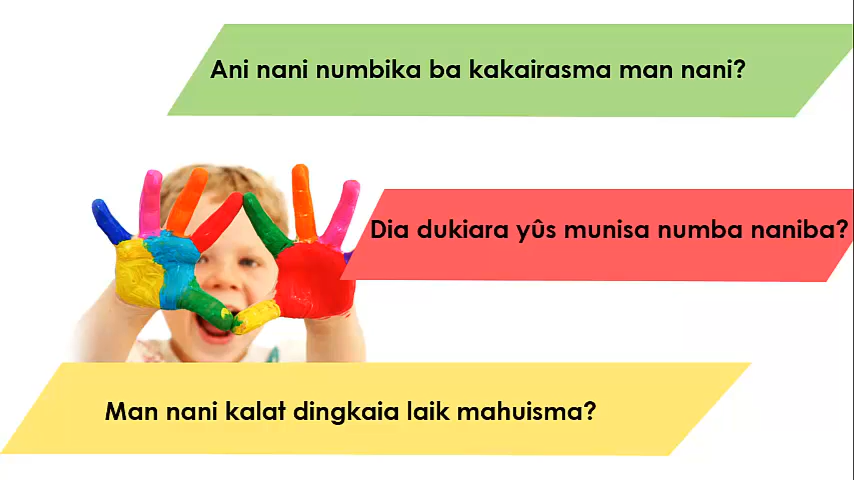 Ani nani numbika ba kakairasma man nani?
Dia dukiara yûs munisa numba naniba?
Man nani kalat dingkaia laik mahuisma?